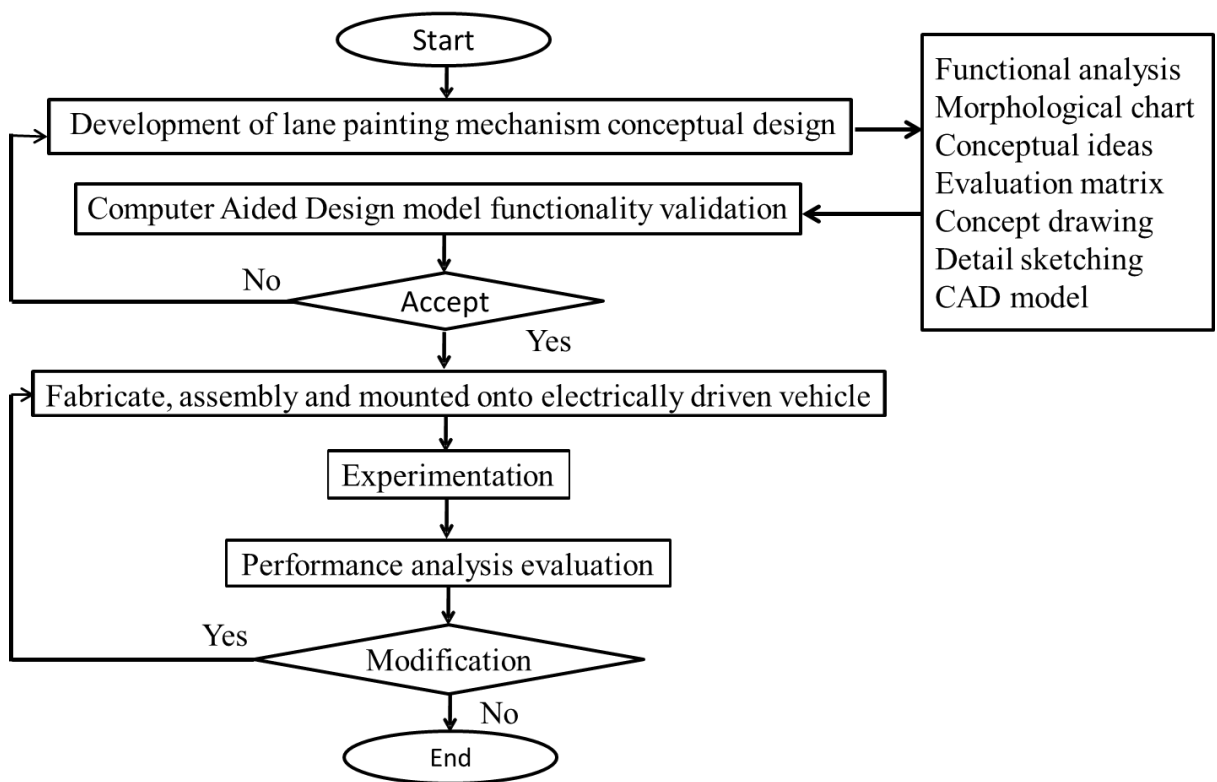 Start
Development of lane painting mechanism conceptual design
Functional analysis
Morphological chart
Conceptual ideas
Evaluation matrix
Concept drawing
Detail sketching
CAD model
Computer Aided Design model functionality validation
No
Accept
Yes
Fabricate, assembly and mounted onto electrically driven vehicle
Experimentation
Performance analysis evaluation
Yes
Modification
No
End